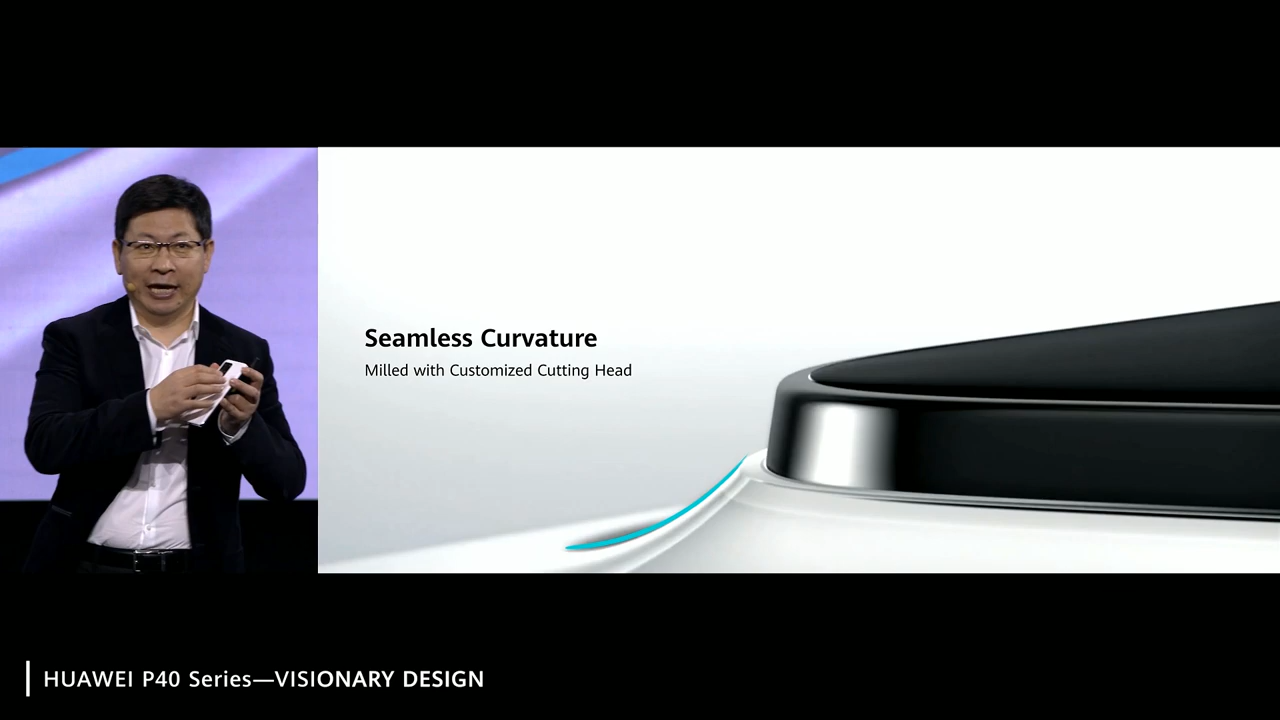 Seamless Curvature
Milled with Customized Cutting Head
HUAWEI P40 Series—VISIONARY DESIGN